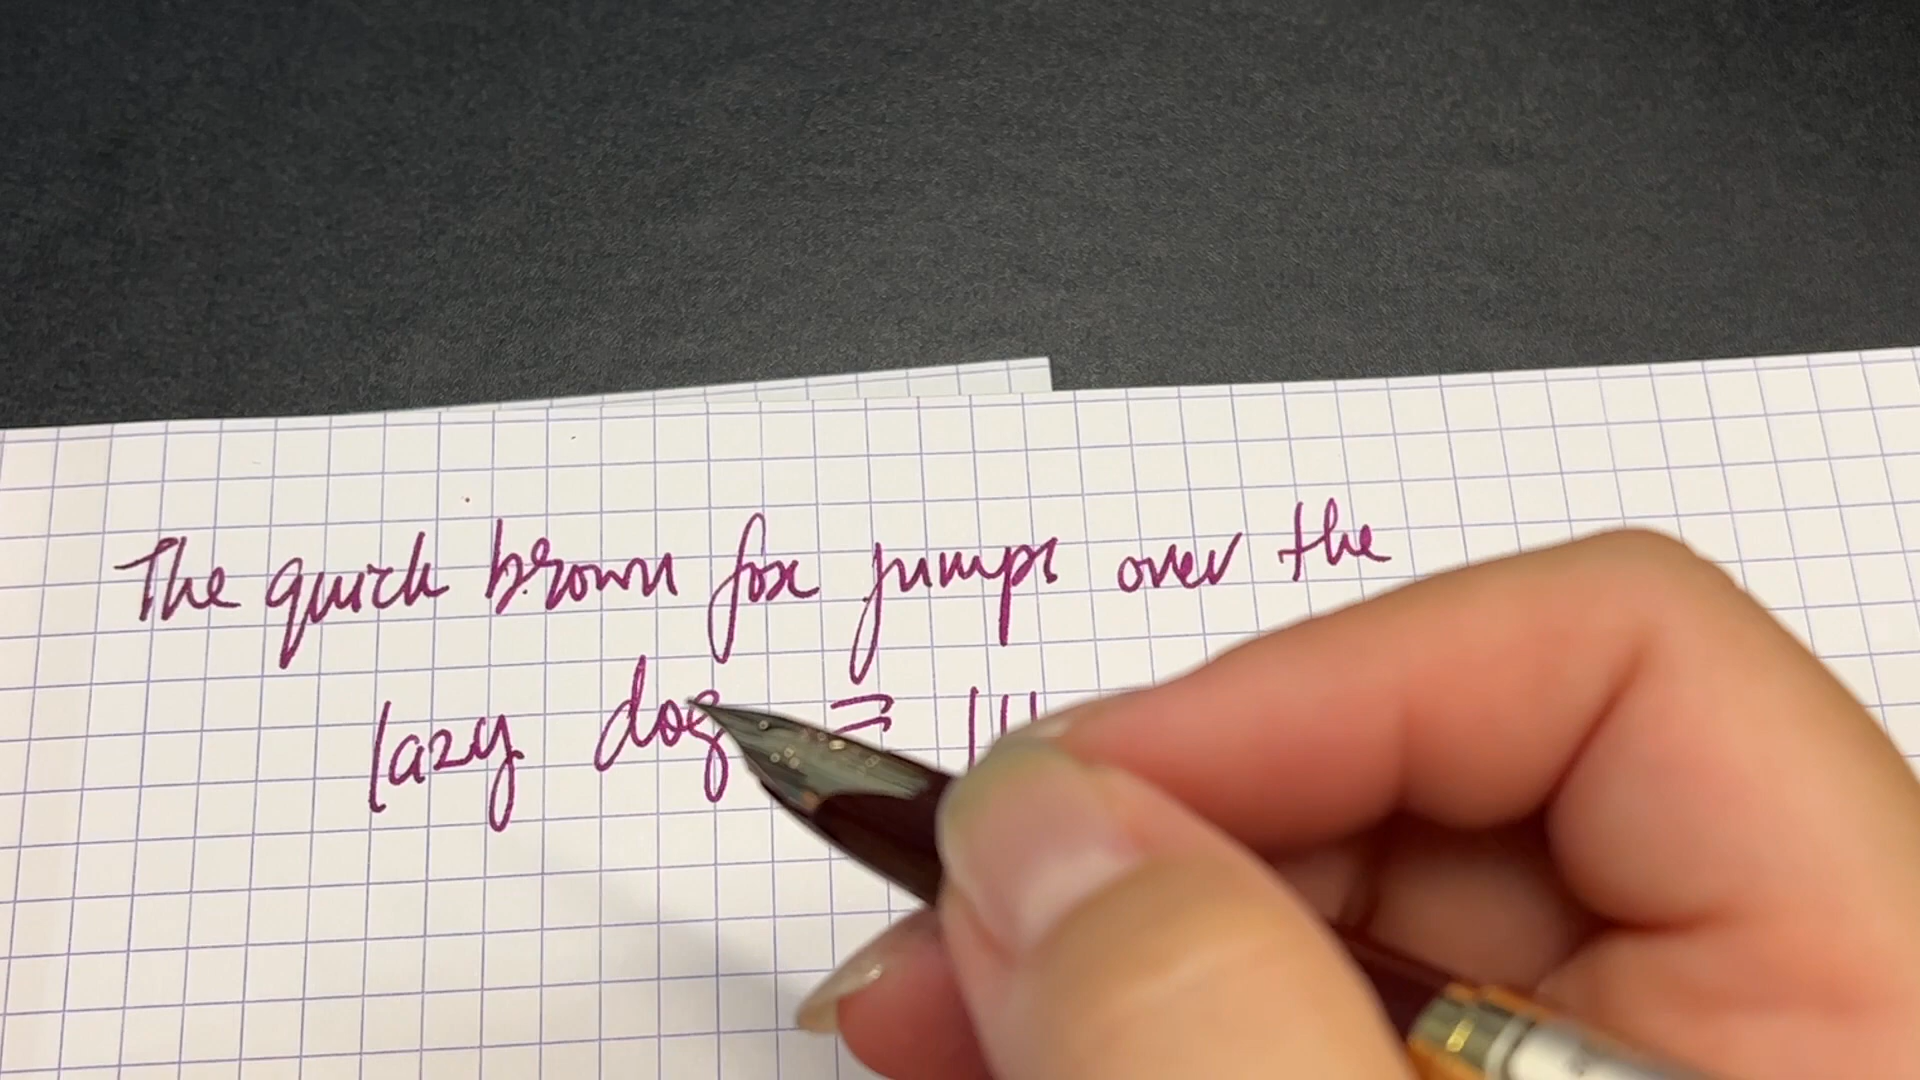 The quick brown fox jumps over the
lazy dog = |||